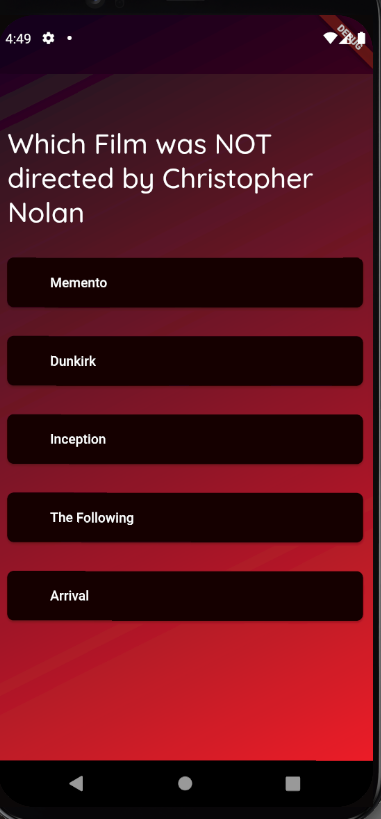 4:49
DEBUG
Which Film was NOT
directed by Christopher
Nolan
Memento
Dunkirk
Inception
The Following
Arrival